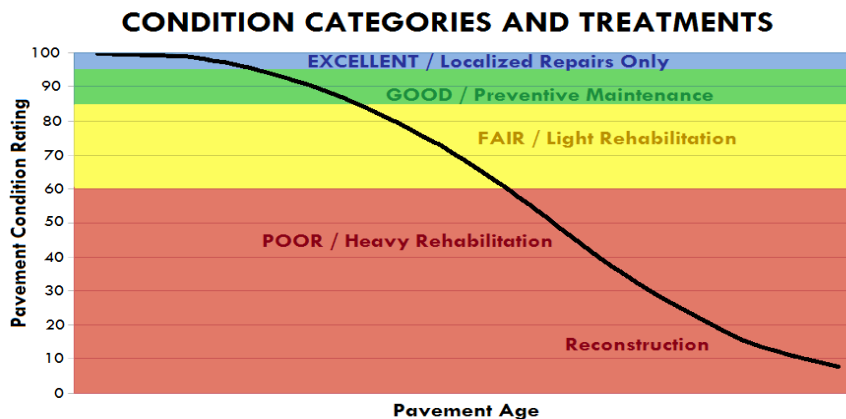 CONDITION CATEGORIES AND TREATMENTS
Pavement Condition Rating
100
90
80
70
60
50
40
30
20
10
0
EXCELLENT / Localized Repairs Only
GOOD / Preventive Maintenance
FAIR / Light Rehabilitation
POOR / Heavy Rehabilitation
Reconstruction
Pavement Age